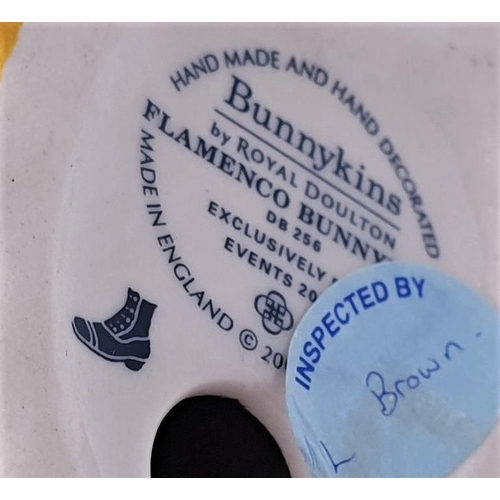 HAND MADE AND HAND DECORATED
Bunnykins
by ROYAL DOULTON
FLAMENCO BUNNY
DB 256
EXCLUSIVELY
EVENTS 20
MADE IN ENGLAND © 20
INSPECTED BY
L Brown.